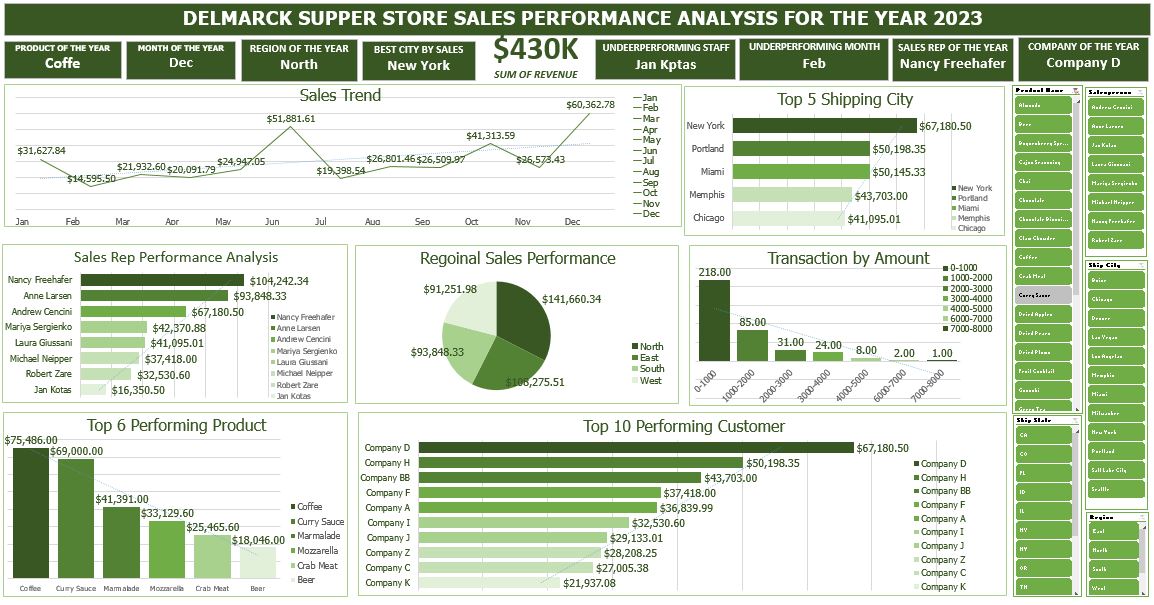 DELMARCK SUPPER STORE SALES PERFORMANCE ANALYSIS FOR THE YEAR 2023
PRODUCT OF THE YEAR
Coffe
MONTH OF THE YEAR
Dec
REGION OF THE YEAR
North
BEST CITY BY SALES
New York
$430K
SUM OF REVENUE
UNDEERPERFORMING STAFF
Jan Kptas
UNDERPERFORMING MONTH
Feb
SALES REP OF THE YEAR
Nancy Freehafer
COMPANY OF THE YEAR
Company D
Sales Trend
$31,627.84
$14,595.50
$21,932.60
$20,091.79
$24,947.05
$51,881.61
$19,398.54
$26,801.46
$26,509.97
$41,313.59
$26,573.43
$60,362.78
Jan Feb Mar Apr May Jun Jul Aug Sep Oct Nov Dec
Jan
Feb
Mar
Apr
May
Jun
Jul
Aug
Sep
Oct
Nov
Dec
Top 5 Shipping City
New York $67,180.50
Portland $50,198.35
Miami $50,145.33
Memphis $43,703.00
Chicago $41,095.01
New York
Portland
Miami
Memphis
Chicago
Sales Rep Performance Analysis
Nancy Freehafer $104,242.34
Anne Larsen $93,848.33
Andrew Cencini $67,180.50
Mariya Sergienko $42,370.88
Laura Giussani $41,095.01
Michael Neipper $37,418.00
Robert Zare $32,530.60
Jan Kotas $16,350.50
Nancy Freehafer
Anne Larsen
Andrew Cencini
Mariya Sergienko
Laura Giussani
Michael Neipper
Robert Zare
Jan Kotas
Regoinal Sales Performance
$91,251.98
$141,660.34
$93,848.33
$108,275.51
North
East
South
West
Transaction by Amount
218.00
85.00
31.00
24.00
8.00
2.00
1.00
0-1000
1000-2000
2000-3000
3000-4000
4000-5000
6000-7000
7000-8000
0-1000
1000-2000
2000-3000
3000-4000
4000-5000
6000-7000
7000-8000
Top 6 Performing Product
$75,486.00
$69,000.00
$41,391.00
$33,129.60
$25,465.60
$18,046.00
Coffee Curry Sauce Marmalade Mozzarella Crab Meat Beer
Coffee
Curry Sauce
Marmalade
Mozzarella
Crab Meat
Beer
Top 10 Performing Customer
Company D $67,180.50
Company H $50,198.35
Company BB $43,703.00
Company F $37,418.00
Company A $36,839.99
Company I $32,530.60
Company J $29,133.01
Company Z $28,208.25
Company C $27,005.38
Company K $21,937.08
Company D
Company H
Company BB
Company F
Company A
Company I
Company J
Company Z
Company C
Company K
Product Name
Almonds
Beer
Boysenberry Spr...
Cajun Seasoning
Chai
Chocolate
Chocolate Biscui...
Clam Chowder
Coffee
Crab Meat
Curry Sauce
Dried Apples
Dried Pears
Dried Plums
Fruit Cocktail
Gnocchi
Green Tea
Salesperson
Andrew Cencini
Anne Larsen
Jan Kotas
Laura Giussani
Mariya Sergienko
Michael Neipper
Nancy Freehafer
Robert Zare
Ship City
Boise
Chicago
Denver
Las Vegas
Los Angelas
Memphis
Miami
Milwaukee
New York
Portland
Salt Lake City
Seattle
Ship State
CA
CO
FL
ID
IL
NV
NY
OR
TN
Region
East
North
South
West